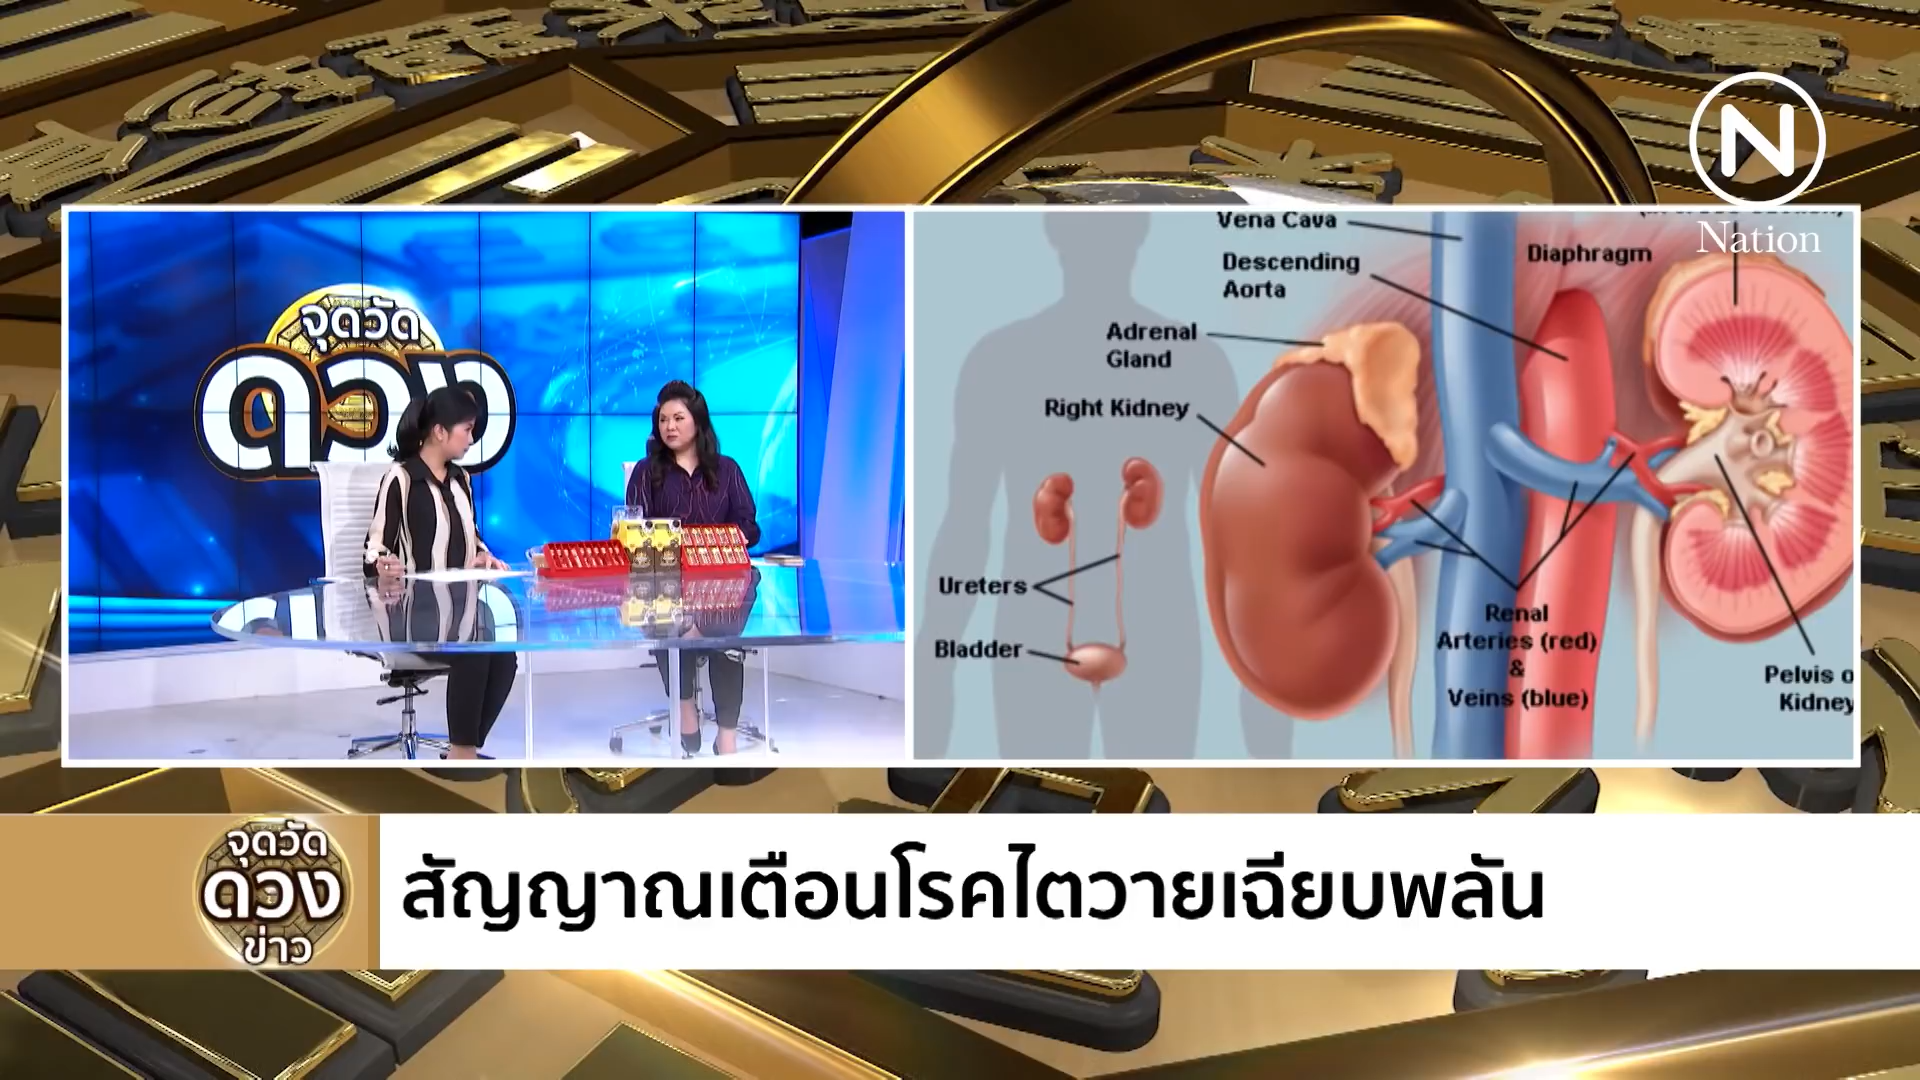 N
Nation
จุดวัด
ดวง
Vena Cava
Diaphragm
Descending
Aorta
Adrenal
Gland
Right Kidney
Ureters
Bladder
Renal
Arteries (red)
&
Veins (blue)
Pelvis o
Kidney
จุดวัด
ดวง
ข่าว
สัญญาณเตือนโรคไตวายเฉียบพลัน